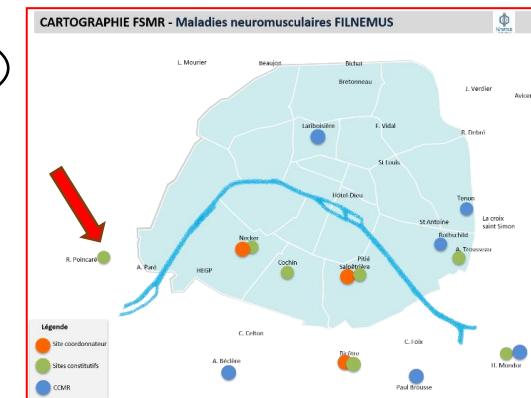 CARTOGRAPHIE FSMR - Maladies neuromusculaires FILNEMUS
L. Mourier
Beaujon
Bichat
Bretonneau
J. Verdier
Avicen
Lariboisière
F. Vidal
R. Debré
St Louis
Hôtel Dieu
Tenon
St Antoine
La croix
saint Simon
Rothschild
A. Trousseau
Necker
Pitié
Salpêtrière
Cochin
R. Poincaré
A. Paré
HEGP
Légende
Site coordonnateur
Sites constitutifs
CCMR
C. Celton
C. Foix
A. Béclère
Bicêtre
Paul Brousse
H. Mondor